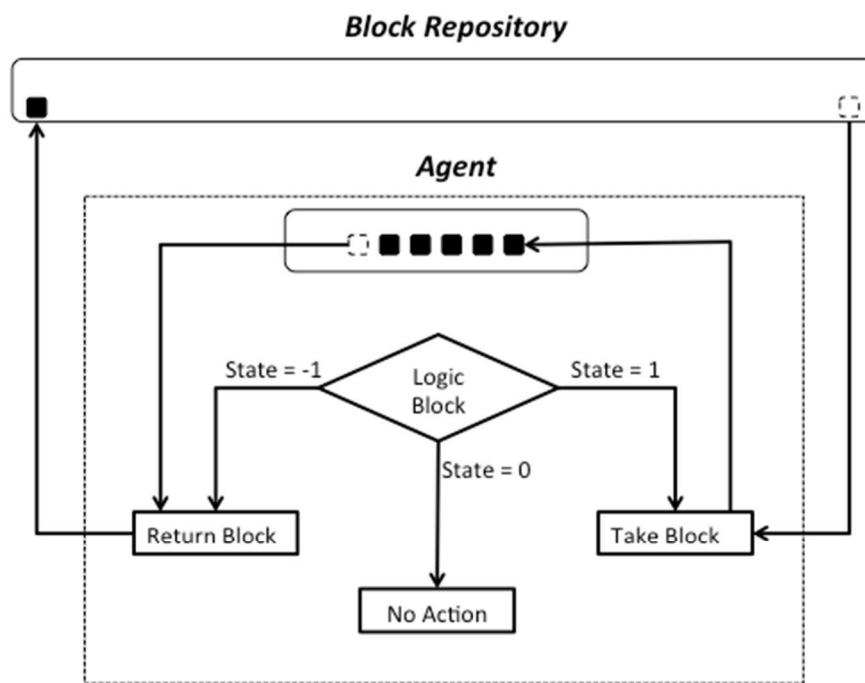 Block Repository
Agent
State = -1
Logic
Block
State = 1
State = 0
Return Block
Take Block
No Action